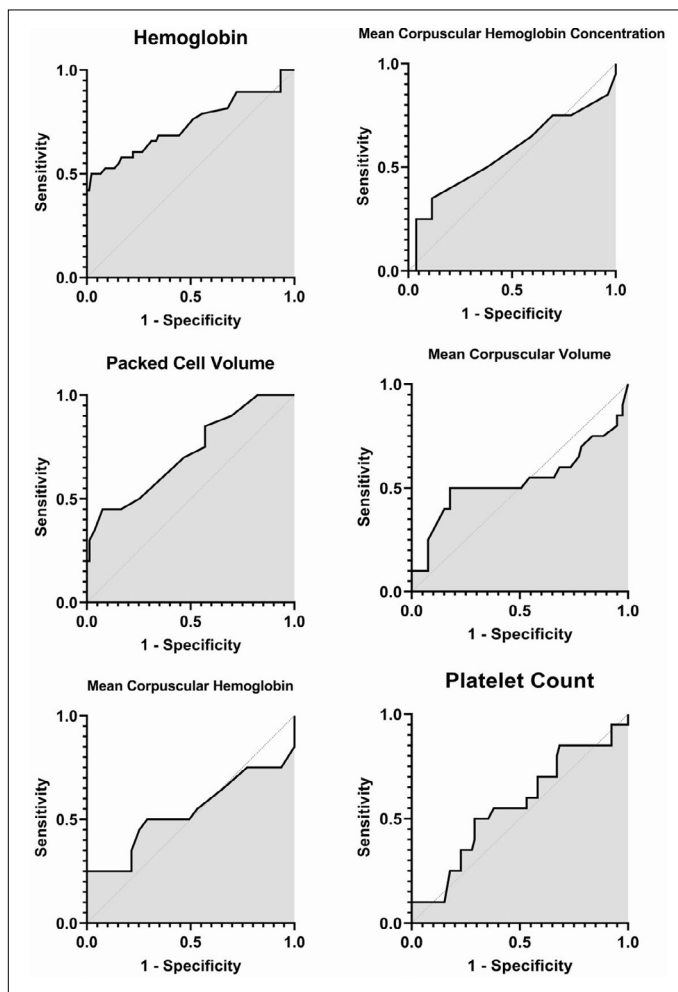 Hemoglobin
1.0
0.5
0.0
Sensitivity
0.0 0.5 1.0
1 - Specificity
Mean Corpuscular Hemoglobin Concentration
1.0
0.5
0.0
Sensitivity
0.0 0.5 1.0
1 - Specificity
Packed Cell Volume
1.0
0.5
0.0
Sensitivity
0.0 0.5 1.0
1 - Specificity
Mean Corpuscular Volume
1.0
0.5
0.0
Sensitivity
0.0 0.5 1.0
1 - Specificity
Mean Corpuscular Hemoglobin
1.0
0.5
0.0
Sensitivity
0.0 0.5 1.0
1 - Specificity
Platelet Count
1.0
0.5
0.0
Sensitivity
0.0 0.5 1.0
1 - Specificity